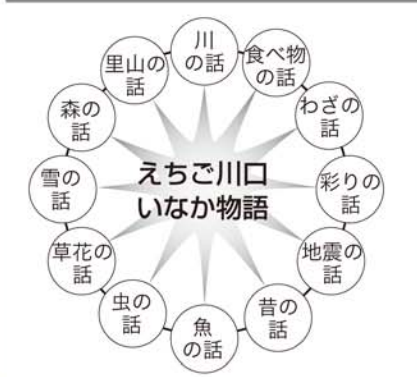 川
の話
食べ物
の話
わざの
話
彩りの
話
地震の
話
昔の
話
魚
の話
虫の
話
草花の
話
雪の
話
森の
話
里山の
話
えちご川口
いなか物語